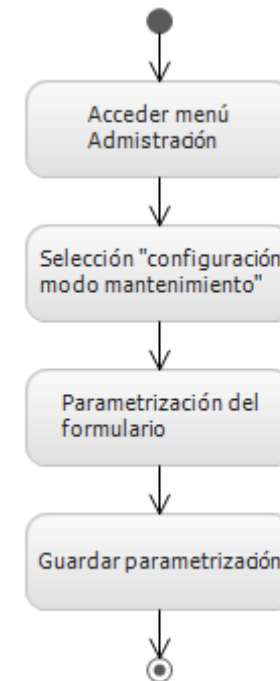 Acceder menú
Admistración
Selección "configuración
modo mantenimiento"
Parametrización del
formulario
Guardar parametrización